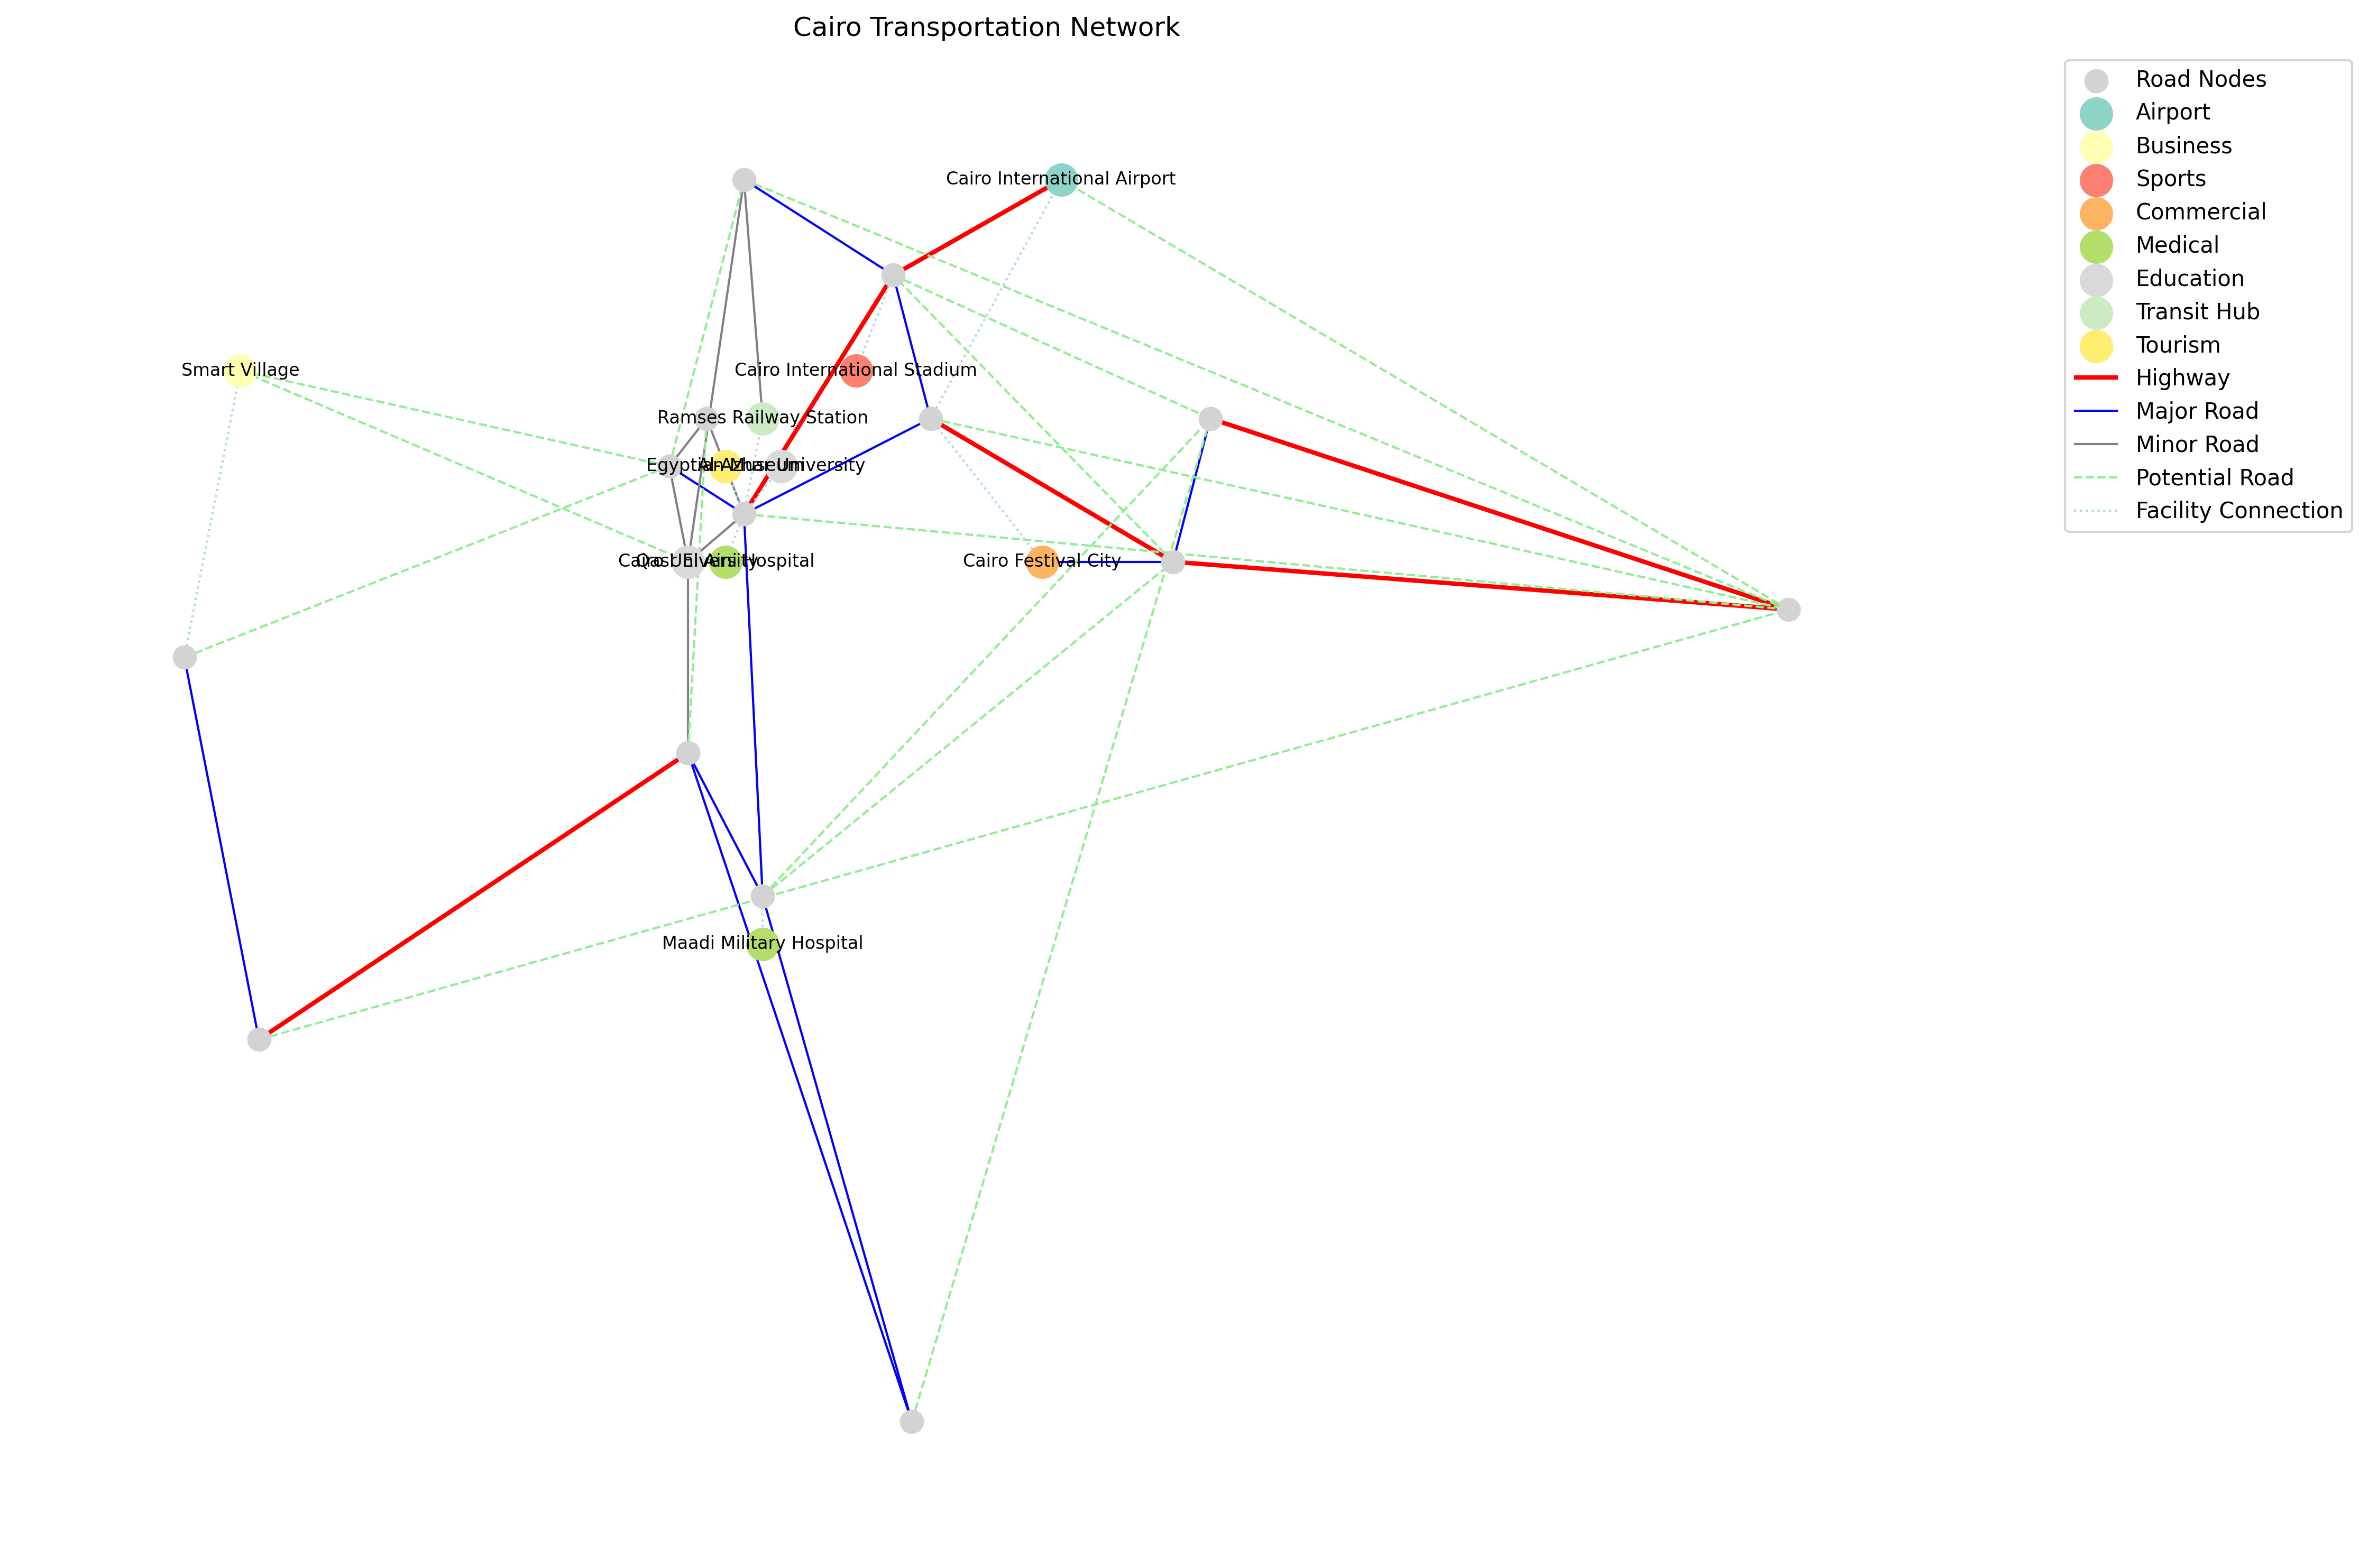 Cairo Transportation Network
Road Nodes
Airport
Business
Sports
Commercial
Medical
Education
Transit Hub
Tourism
Highway
Major Road
Minor Road
Potential Road
Facility Connection
Cairo International Airport
Smart Village
Cairo International Stadium
Ramses Railway Station
Egyptian Museum
Al-Azhar University
Cairo University
Qasr El Aini Hospital
Cairo Festival City
Maadi Military Hospital